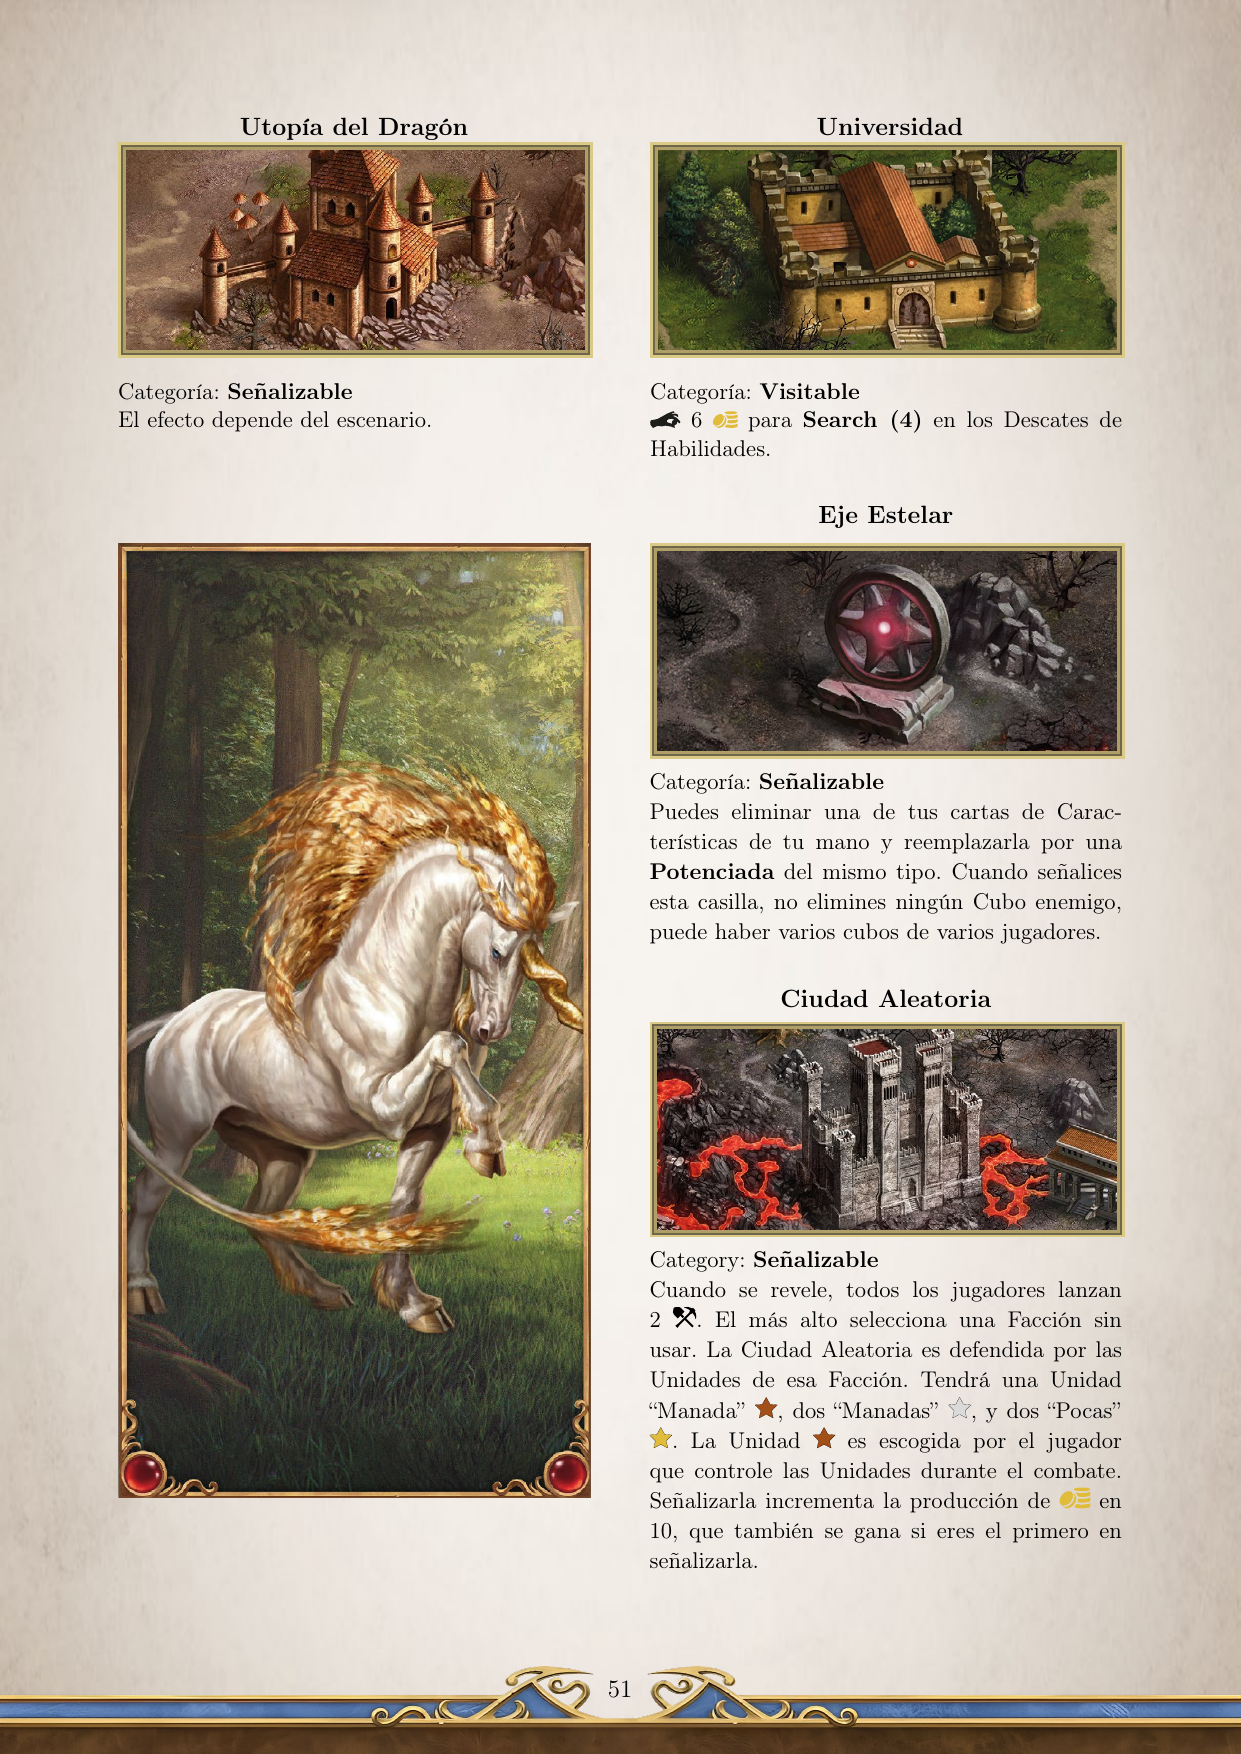 Utopía del Dragón
Categoría: Señalizable
El efecto depende del escenario.
Universidad
Categoría: Visitable
6 para Search (4) en los Descates de
Habilidades.
Eje Estelar
Categoría: Señalizable
Puedes eliminar una de tus cartas de Carac-
terísticas de tu mano y reemplazarla por una
Potenciada del mismo tipo. Cuando señalices
esta casilla, no elimines ningún Cubo enemigo,
puede haber varios cubos de varios jugadores.
Ciudad Aleatoria
Category: Señalizable
Cuando se revele, todos los jugadores lanzan
2 . El más alto selecciona una Facción sin
usar. La Ciudad Aleatoria es defendida por las
Unidades de esa Facción. Tendrá una Unidad
“Manada” , dos “Manadas” , y dos “Pocas”
. La Unidad es escogida por el jugador
que controle las Unidades durante el combate.
Señalizarla incrementa la producción de en
10, que también se gana si eres el primero en
señalizarla.
51